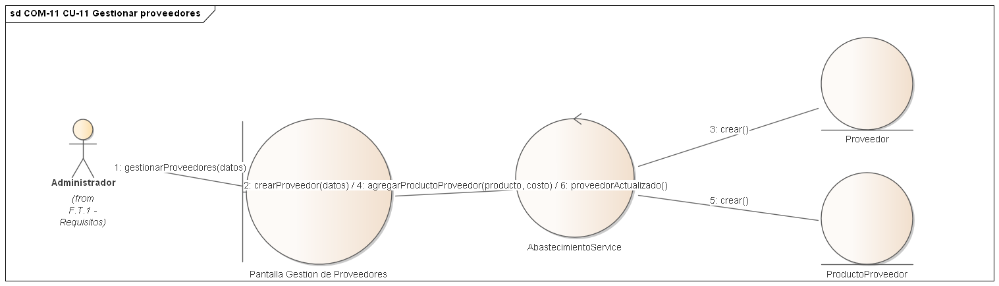 sd COM-11 CU-11 Gestionar proveedores
Administrador
(from
F.T.1 -
Requisitos)
1: gestionarProveedores(datos)
2: crearProveedor(datos) / 4: agregarProductoProveedor(producto, costo) / 6: proveedorActualizado()
Pantalla Gestion de Proveedores
AbastecimientoService
3: crear()
Proveedor
5: crear()
ProductoProveedor